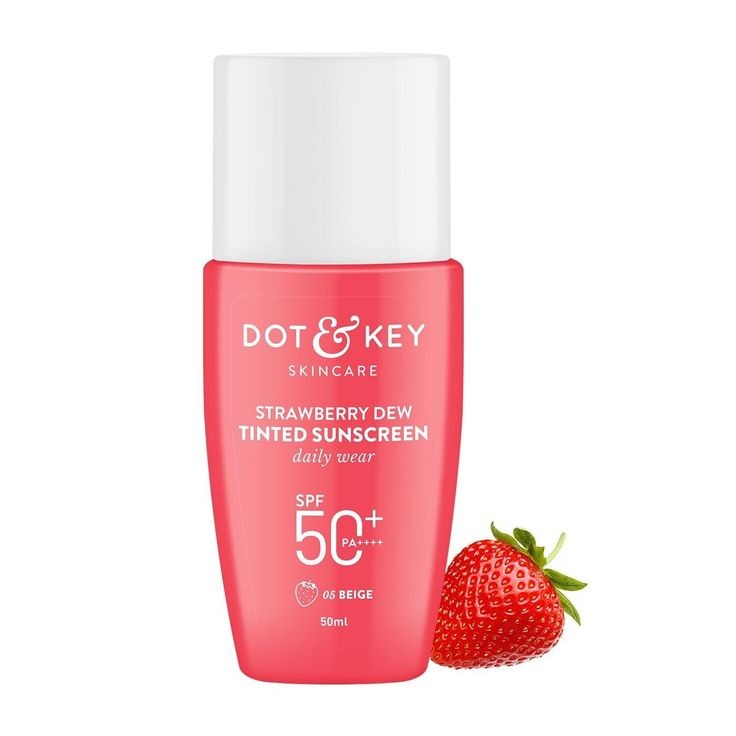 DOT & KEY
SKINCARE
STRAWBERRY DEW
TINTED SUNSCREEN
daily wear
SPF
50+
PA++++
05 BEIGE
50ml